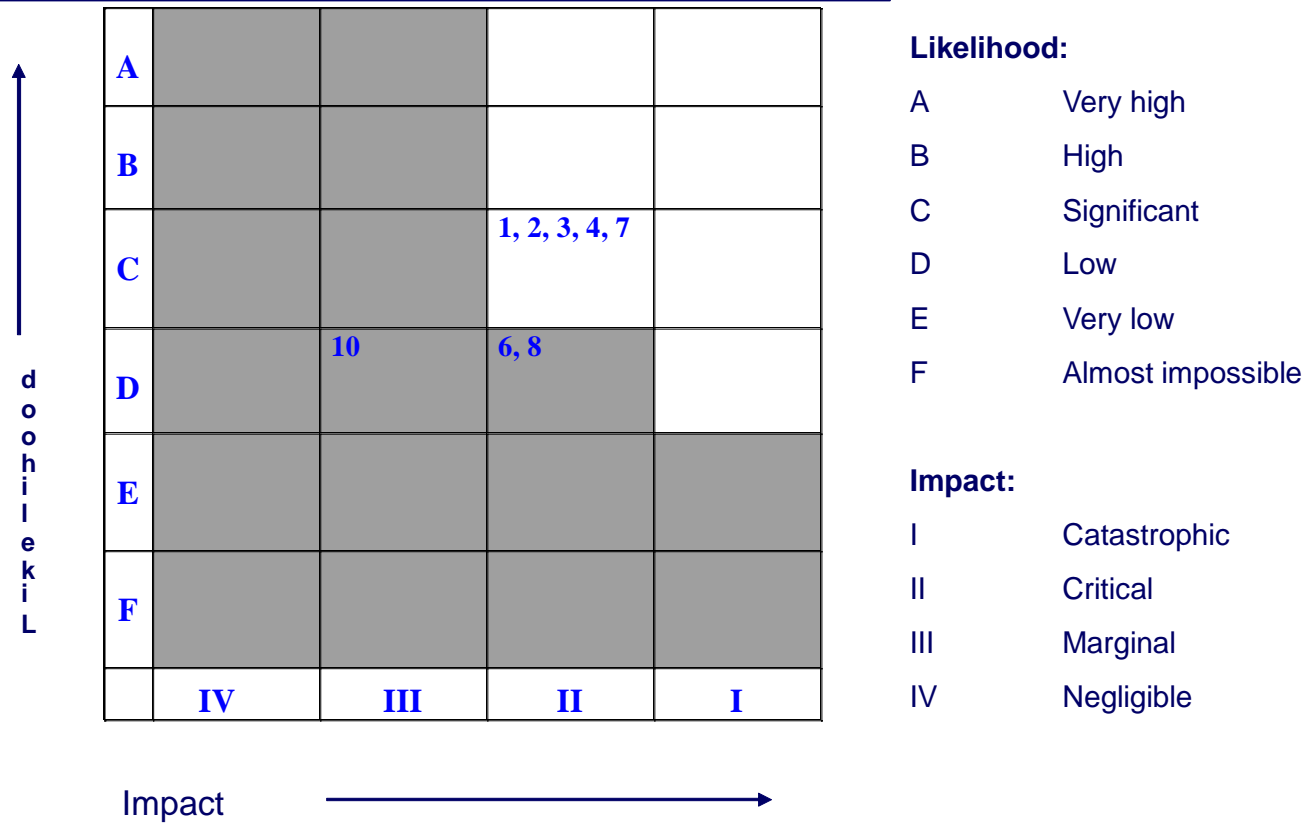 A
B
C
1, 2, 3, 4, 7
D
10
6, 8
E
F
IV
III
II
I
Likelihood
Impact
Likelihood:
A Very high
B High
C Significant
D Low
E Very low
F Almost impossible
Impact:
I Catastrophic
II Critical
III Marginal
IV Negligible